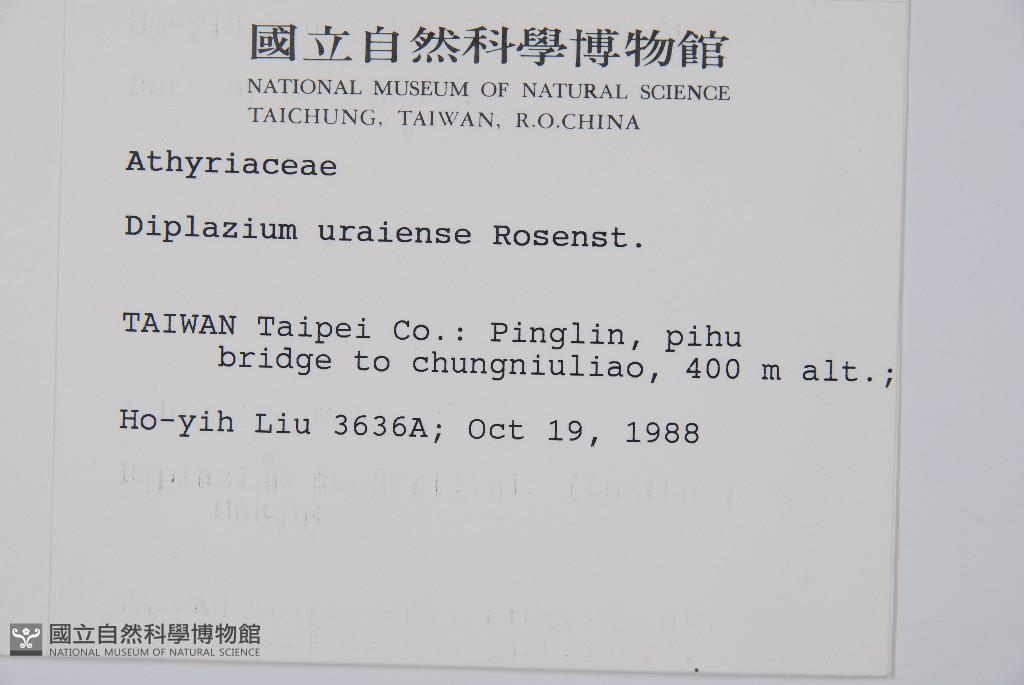 國立自然科學博物館
NATIONAL MUSEUM OF NATURAL SCIENCE
TAICHUNG, TAIWAN, R.O.CHINA
Athyriaceae
Diplazium uraiense Rosenst.
TAIWAN Taipei Co.: Pinglin, pihu
bridge to chungniuliao, 400 m alt.;
Ho-yih Liu 3636A; Oct 19, 1988
國立自然科學博物館
NATIONAL MUSEUM OF NATURAL SCIENCE